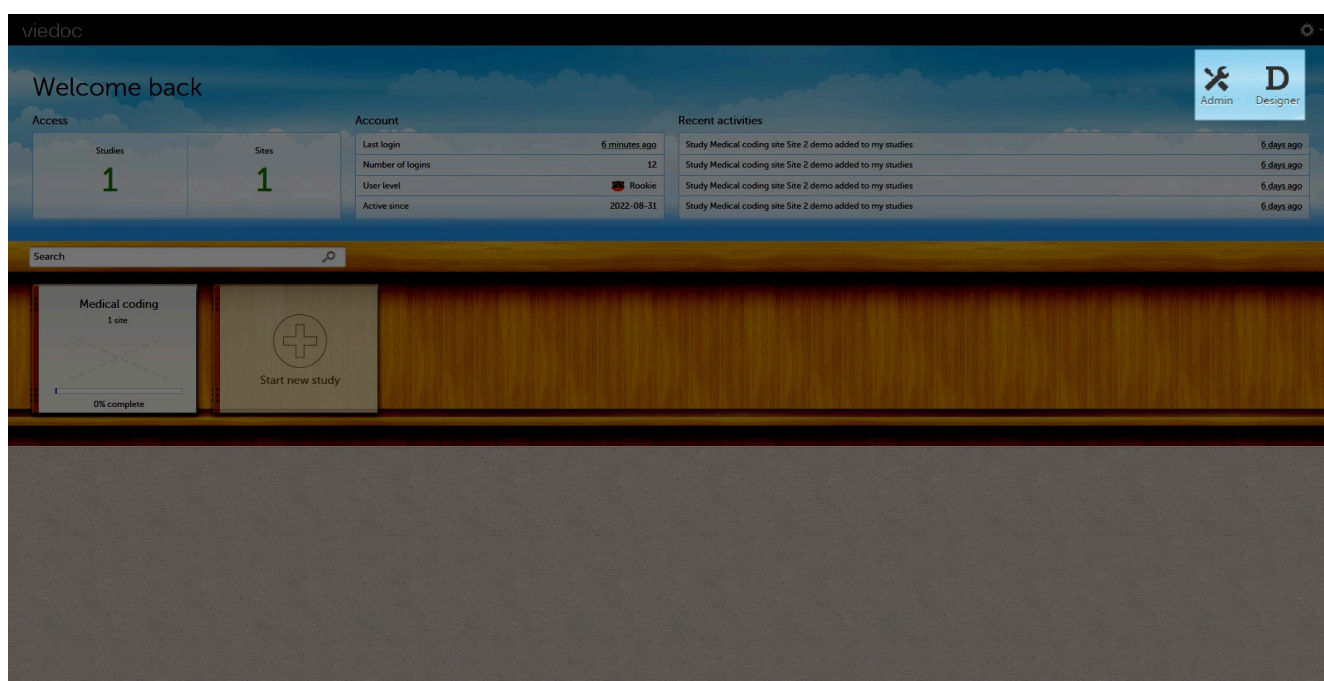 viedoc
Welcome back
Admin
Designer
Access
Studies
1
Sites
1
Account
Last login 6 minutes ago
Number of logins 12
User level Rookie
Active since 2022-08-31
Recent activities
Study Medical coding site Site 2 demo added to my studies 6 days ago
Study Medical coding site Site 2 demo added to my studies 6 days ago
Study Medical coding site Site 2 demo added to my studies 6 days ago
Study Medical coding site Site 2 demo added to my studies 6 days ago
Search
Medical coding
1 site
0% complete
Start new study